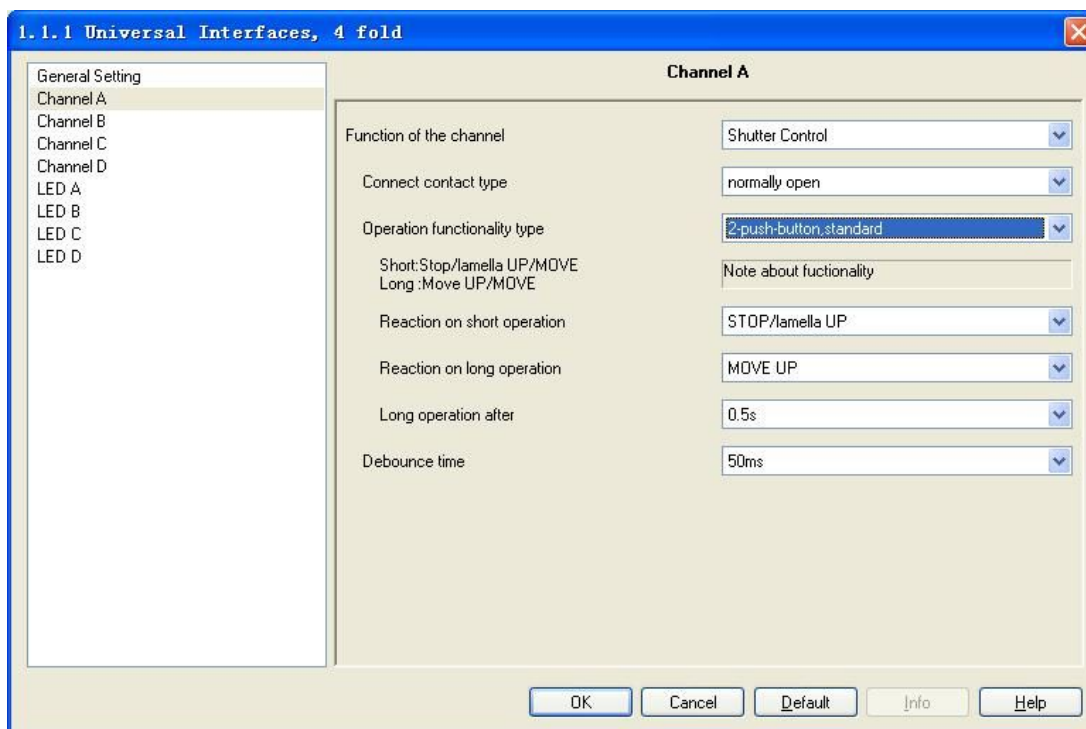 1.1.1 Universal Interfaces, 4 fold
General Setting
Channel A
Channel B
Channel C
Channel D
LED A
LED B
LED C
LED D
Channel A
Function of the channel Shutter Control
Connect contact type normally open
Operation functionality type 2-push-button,standard
Short:Stop/lamella UP/MOVE
Long :Move UP/MOVE
Note about fuctionality
Reaction on short operation STOP/lamella UP
Reaction on long operation MOVE UP
Long operation after 0.5s
Debounce time 50ms
OK Cancel Default Info Help